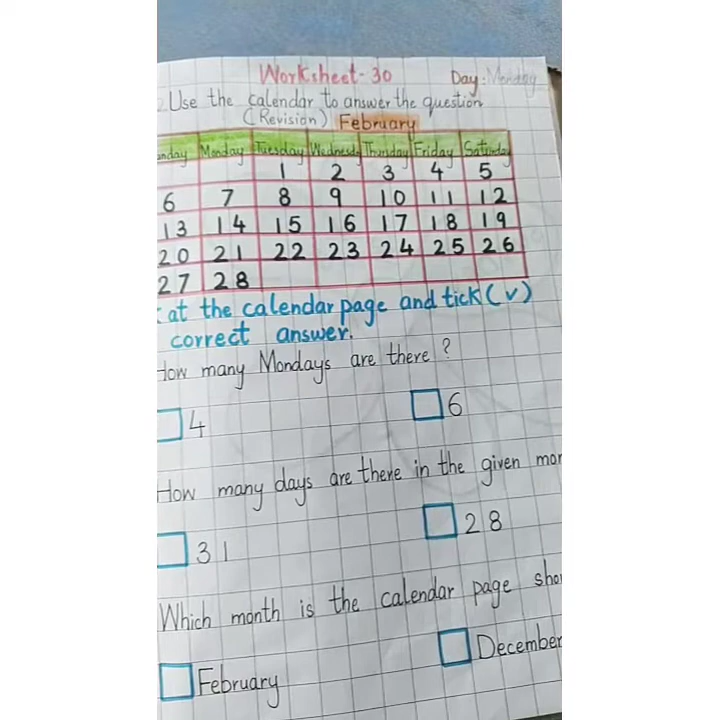 Worksheet-30 Day: Monday
2. Use the calendar to answer the question
(Revision) February
unday Monday Tuesday Wednesday Thursday Friday Saturday
1 2 3 4 5
6 7 8 9 10 11 12
13 14 15 16 17 18 19
20 21 22 23 24 25 26
27 28
at the calendar page and tick (v)
correct answer.
How many Mondays are there ?
4 6
How many days are there in the given mon
31 28
Which month is the calendar page sho
February December